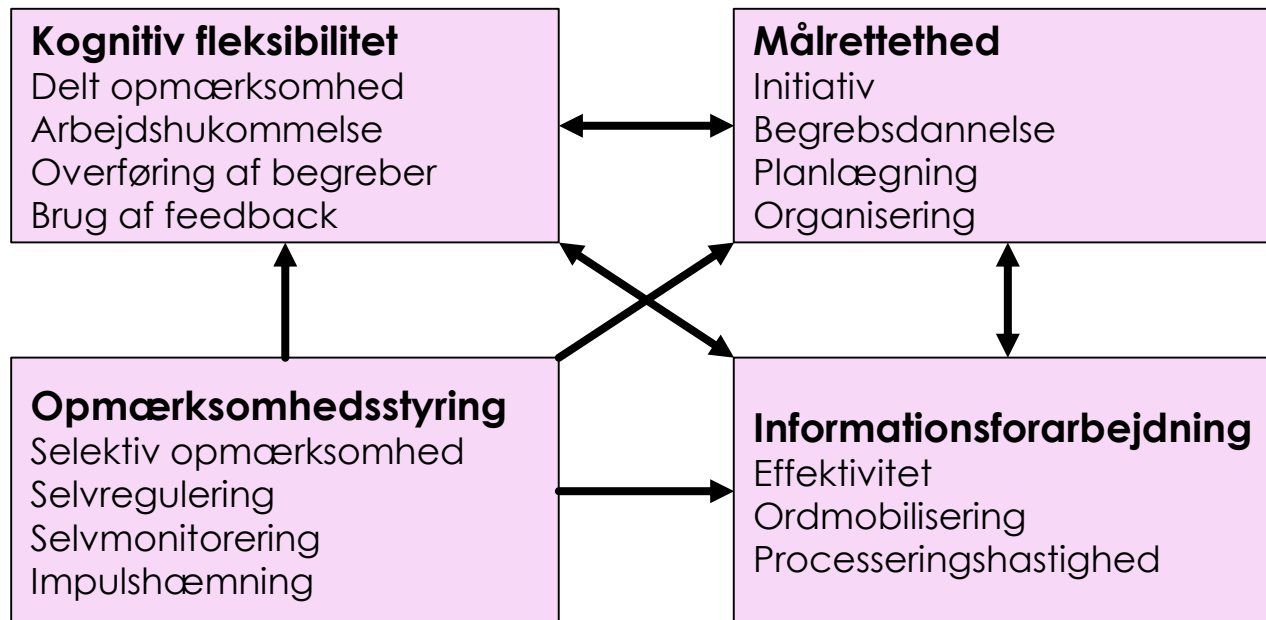 Kognitiv fleksibilitet
Delt opmærksomhed
Arbejdshukommelse
Overføring af begreber
Brug af feedback
Målrettethed
Initiativ
Begrebsdannelse
Planlægning
Organisering
Opmærksomhedsstyring
Selektiv opmærksomhed
Selvregulering
Selvmonitorering
Impulshæmning
Informationsforarbejdning
Effektivitet
Ordmobilisering
Processeringshastighed